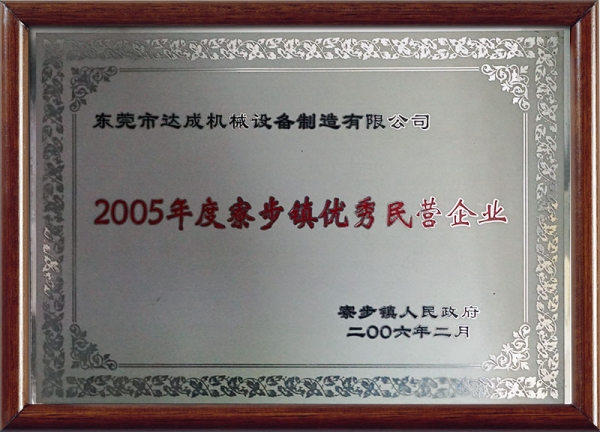 东莞市达成机械设备制造有限公司
2005年度寮步镇优秀民营企业
寮步镇人民政府
二〇〇六年二月